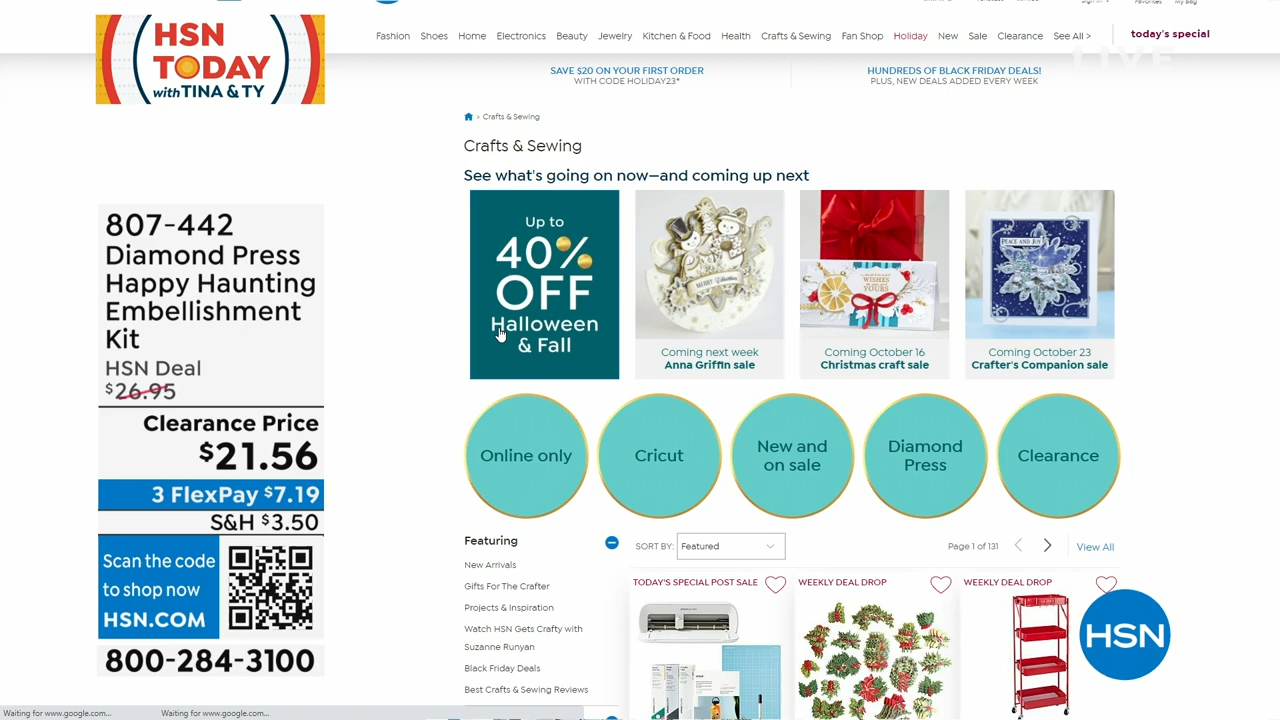 HSN
TODAY
with TINA & TY
Fashion Shoes Home Electronics Beauty Jewelry Kitchen & Food Health Crafts & Sewing Fan Shop Holiday New Sale Clearance See All >
today's special
LIVE
SAVE $20 ON YOUR FIRST ORDER
WITH CODE HOLIDAY23*
HUNDREDS OF BLACK FRIDAY DEALS!
PLUS, NEW DEALS ADDED EVERY WEEK
> Crafts & Sewing
Crafts & Sewing
See what's going on now—and coming up next
Up to
40%
OFF
Halloween
& Fall
Coming next week
Anna Griffin sale
PEACE AND JOY
Coming October 16
Christmas craft sale
Coming October 23
Crafter's Companion sale
Online only
Cricut
New and
on sale
Diamond
Press
Clearance
807-442
Diamond Press
Happy Haunting
Embellishment
Kit
HSN Deal
$26.95
Clearance Price
$21.56
3 FlexPay $7.19
S&H $3.50
Scan the code
to shop now
HSN.COM
800-284-3100
Featuring
New Arrivals
Gifts For The Crafter
Projects & Inspiration
Watch HSN Gets Crafty with
Suzanne Runyan
Black Friday Deals
Best Crafts & Sewing Reviews
SORT BY: Featured
Page 1 of 131
View All
TODAY'S SPECIAL POST SALE
WEEKLY DEAL DROP
WEEKLY DEAL DROP
HSN
Waiting for www.google.com... Waiting for www.google.com...